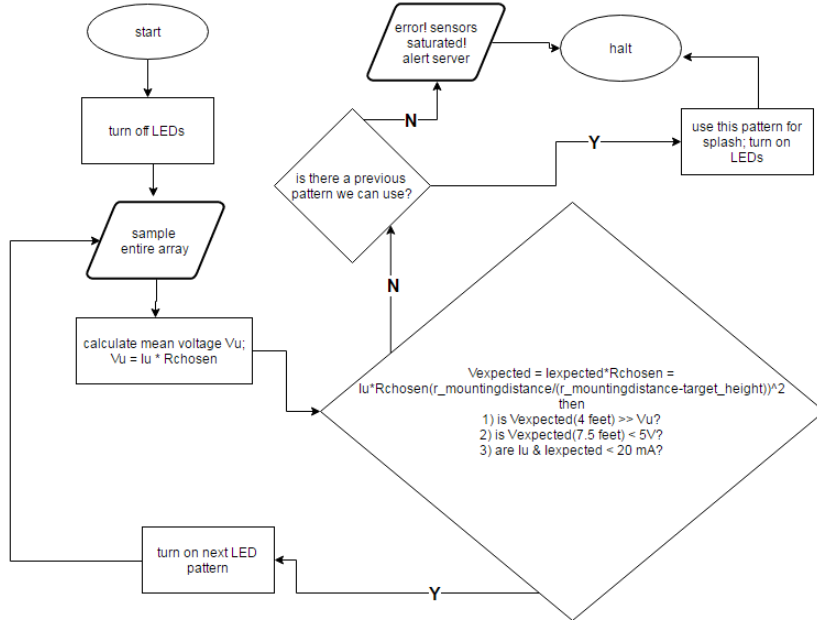 start
turn off LEDs
sample
entire array
calculate mean voltage Vu;
Vu = Iu * Rchosen
Vexpected = Iexpected*Rchosen =
Iu*Rchosen(r_mountingdistance/(r_mountingdistance-target_height))^2
then
1) is Vexpected(4 feet) >> Vu?
2) is Vexpected(7.5 feet) < 5V?
3) are Iu & Iexpected < 20 mA?
Y
turn on next LED
pattern
N
is there a previous
pattern we can use?
N
error! sensors
saturated!
alert server
Y
use this pattern for
splash; turn on
LEDs
halt